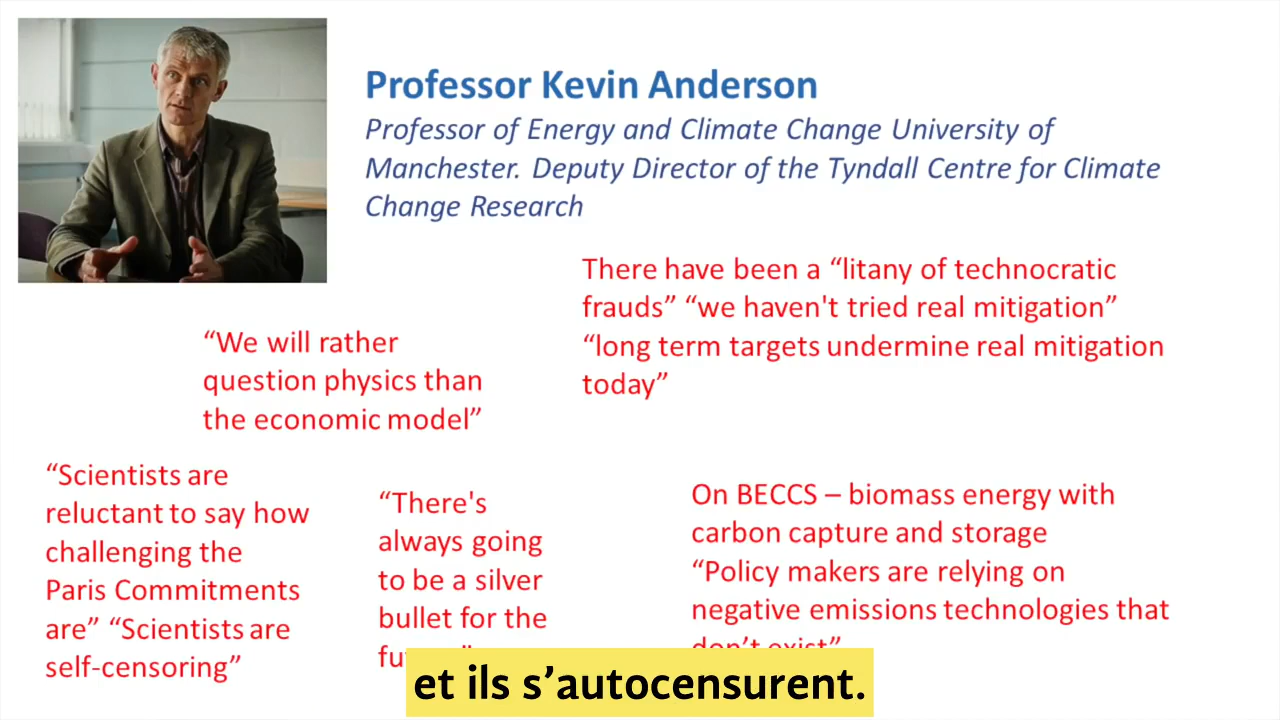 Professor Kevin Anderson
Professor of Energy and Climate Change University of
Manchester. Deputy Director of the Tyndall Centre for Climate
Change Research
There have been a “litany of technocratic
frauds” “we haven't tried real mitigation”
“long term targets undermine real mitigation
today”
“We will rather
question physics than
the economic model”
“Scientists are
reluctant to say how
challenging the
Paris Commitments
are” “Scientists are
self-censoring”
“There's
always going
to be a silver
bullet for the
On BECCS – biomass energy with
carbon capture and storage
“Policy makers are relying on
negative emissions technologies that
don’t exist”
et ils s’autocensurent.